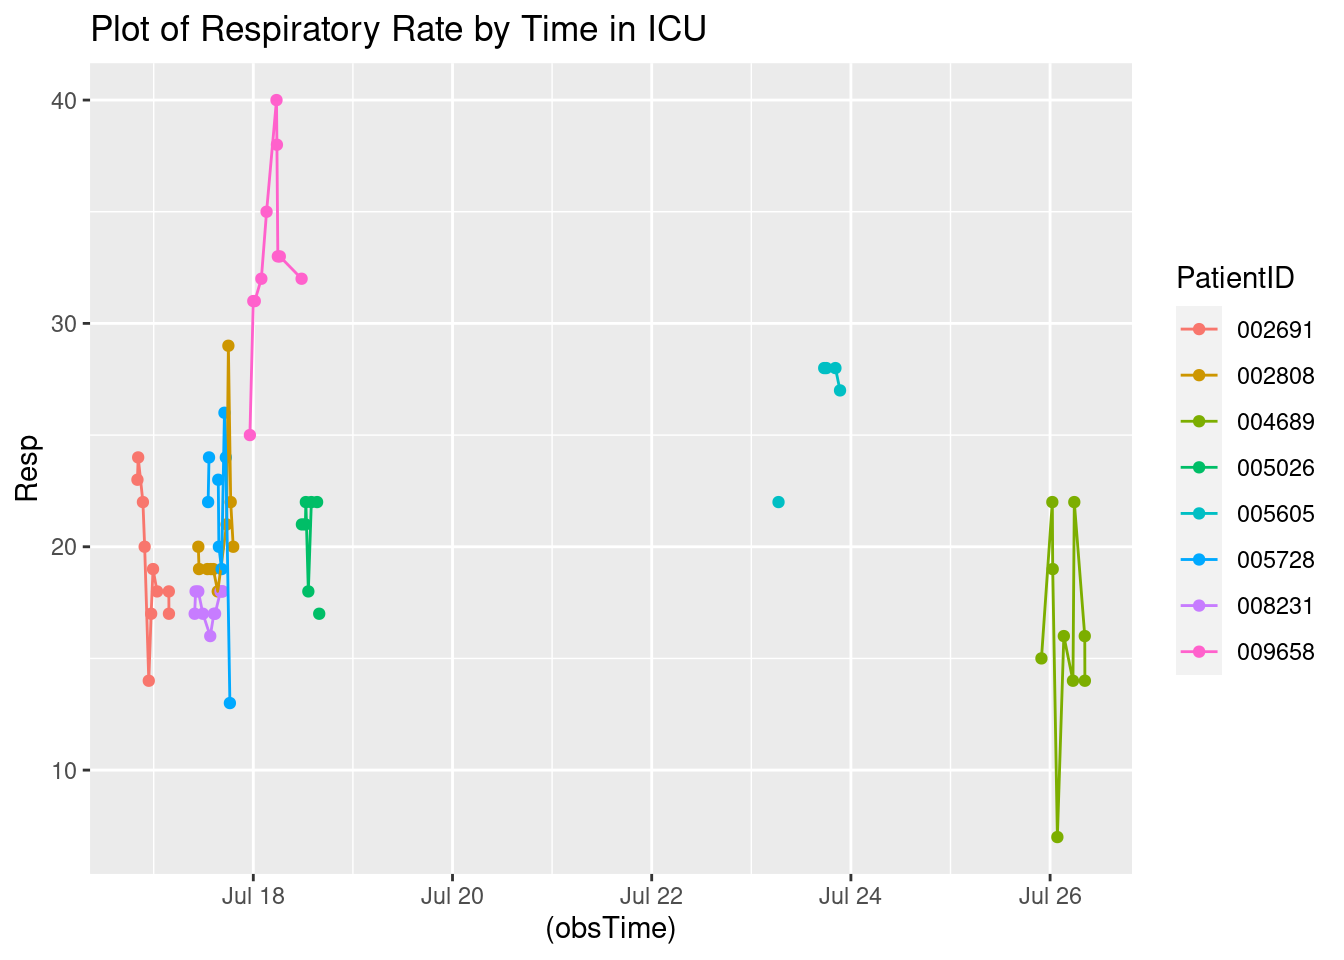 Plot of Respiratory Rate by Time in ICU
40
30
20
10
Resp
Jul 18
Jul 20
Jul 22
Jul 24
Jul 26
(obsTime)
PatientID
002691
002808
004689
005026
005605
005728
008231
009658